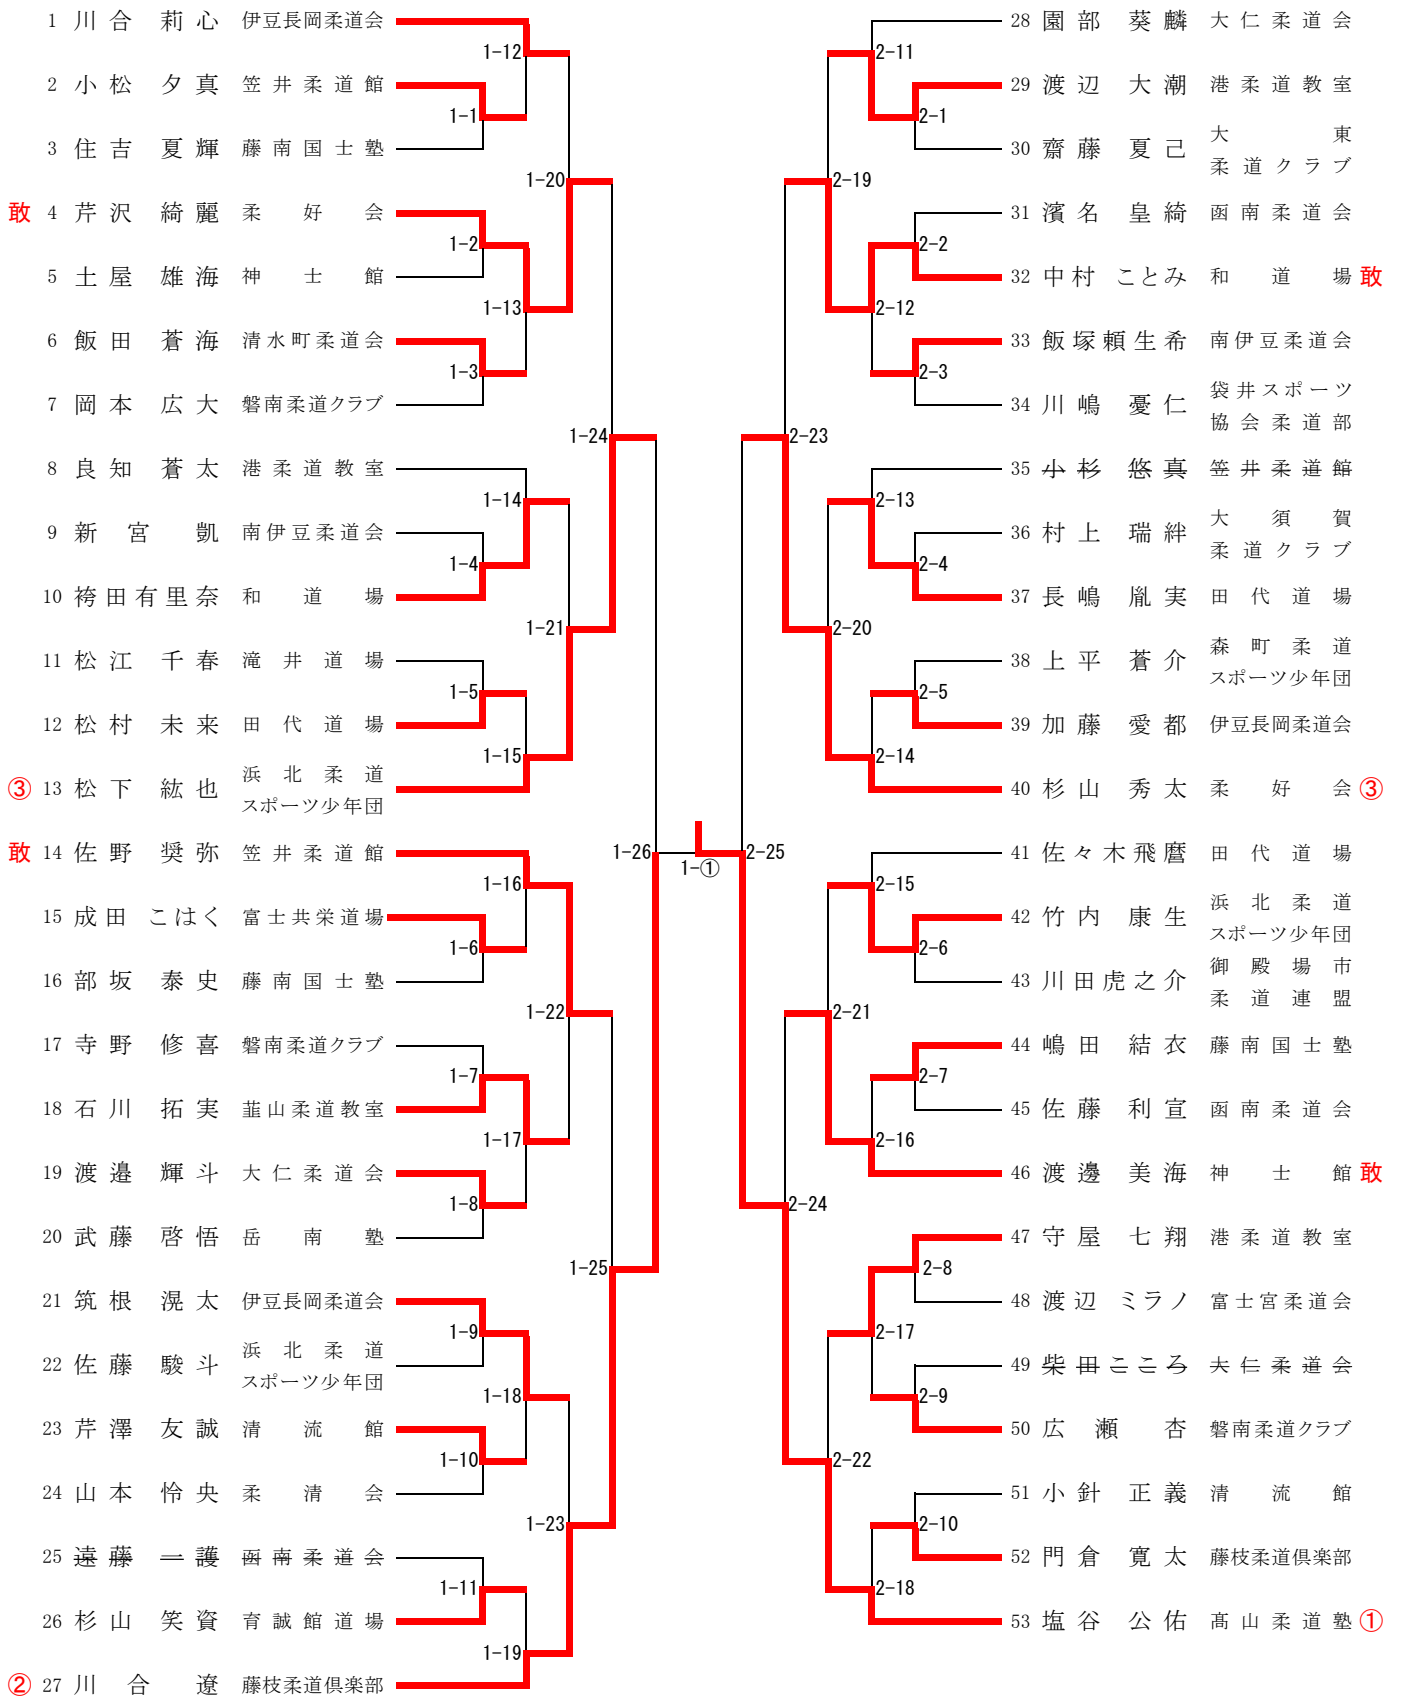 1 川合 莉心 伊豆長岡柔道会
1-12
2 小松 夕真 笠井柔道館
1-1
3 住吉 夏輝 藤南国士塾
1-20
敢 4 芹沢 綺麗 柔好会
1-2
5 土屋 雄海 神士館
1-13
6 飯田 蒼海 清水町柔道会
1-3
7 岡本 広大 磐南柔道クラブ
1-24
8 良知 蒼太 港柔道教室
1-14
9 新宮 凱 南伊豆柔道会
1-4
10 袴田有里奈 和道場
1-21
11 松江 千春 滝井道場
1-5
12 松村 未来 田代道場
1-15
③ 13 松下 紘也 浜北柔道
スポーツ少年団
敢 14 佐野 奨弥 笠井柔道館
1-26
1-16
15 成田 こはく 富士共栄道場
1-6
16 部坂 泰史 藤南国士塾
1-22
17 寺野 修喜 磐南柔道クラブ
1-7
18 石川 拓実 韮山柔道教室
1-17
19 渡邉 輝斗 大仁柔道会
1-8
20 武藤 啓悟 岳南塾
1-25
21 筑根 滉太 伊豆長岡柔道会
1-9
22 佐藤 駿斗 浜北柔道
スポーツ少年団
1-18
23 芹澤 友誠 清流館
1-10
24 山本 怜央 柔清会
1-23
25 遠藤 一護 函南柔道会
1-11
26 杉山 笑資 育誠館道場
1-19
② 27 川合 遼 藤枝柔道倶楽部
1-①
28 園部 葵麟 大仁柔道会
2-11
29 渡辺 大潮 港柔道教室
2-1
30 齋藤 夏己 大東
柔道クラブ
2-19
31 濱名 皇綺 函南柔道会
2-2
32 中村 ことみ 和道場 敢
2-12
33 飯塚頼生希 南伊豆柔道会
2-3
34 川嶋 憂仁 袋井スポーツ
協会柔道部
2-23
35 小杉 悠真 笠井柔道館
2-13
36 村上 瑞絆 大須賀
柔道クラブ
2-4
37 長嶋 胤実 田代道場
2-20
38 上平 蒼介 森町柔道
スポーツ少年団
2-5
39 加藤 愛都 伊豆長岡柔道会
2-14
40 杉山 秀太 柔好会 ③
2-25
41 佐々木飛麿 田代道場
2-15
42 竹内 康生 浜北柔道
スポーツ少年団
2-6
43 川田虎之介 御殿場市
柔道連盟
2-21
44 嶋田 結衣 藤南国士塾
2-7
45 佐藤 利宣 函南柔道会
2-16
46 渡邊 美海 神士館 敢
2-24
47 守屋 七翔 港柔道教室
2-8
48 渡辺 ミラノ 富士宮柔道会
2-17
49 柴田こころ 大仁柔道会
2-9
50 広瀬 杏 磐南柔道クラブ
2-22
51 小針 正義 清流館
2-10
52 門倉 寛太 藤枝柔道倶楽部
2-18
53 塩谷 公佑 髙山柔道塾 ①